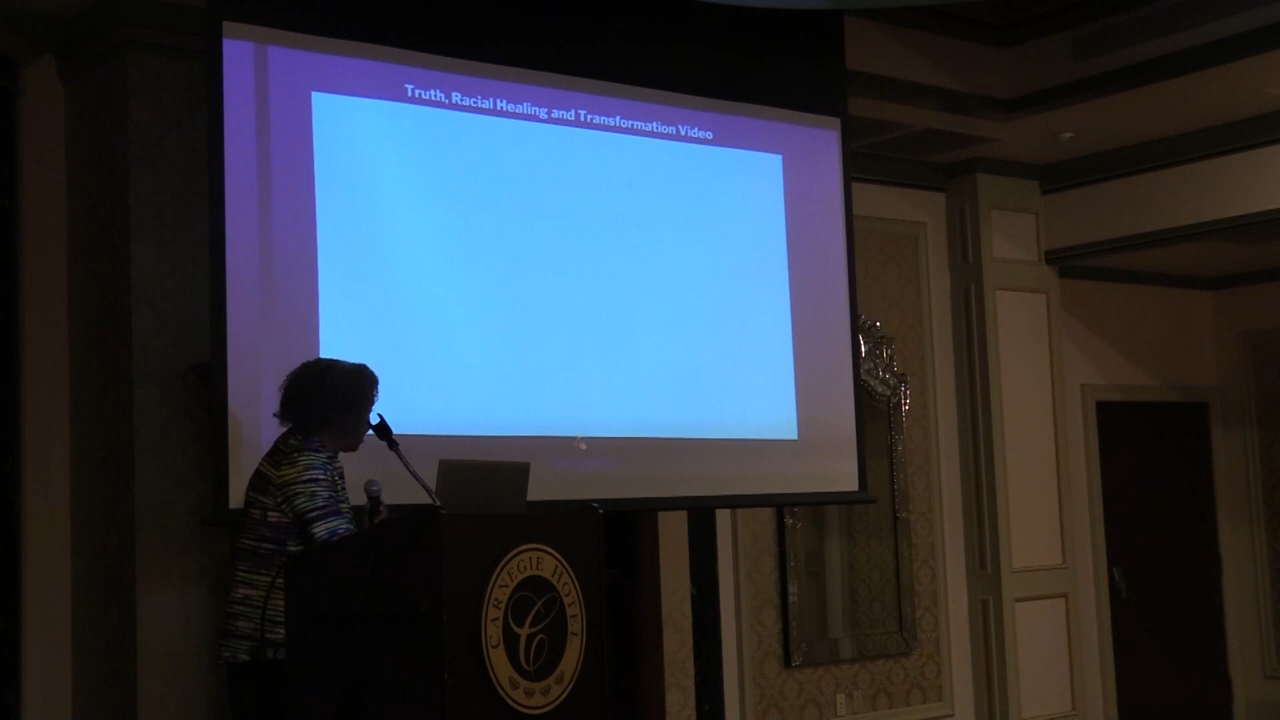 Truth, Racial Healing and Transformation Video
CARNEGIE HOTEL
C